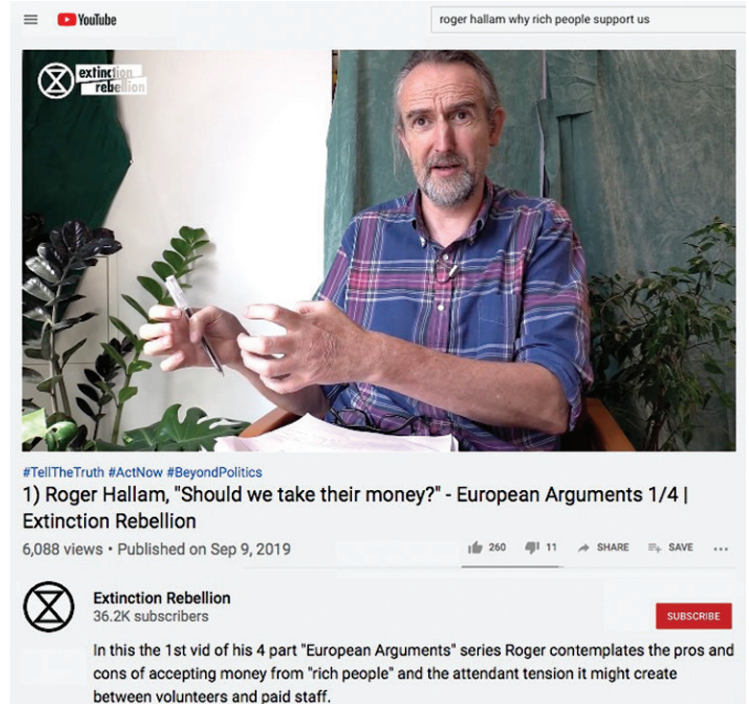 YouTube
roger hallam why rich people support us
extinction
rebellion
#TellTheTruth #ActNow #BeyondPolitics
1) Roger Hallam, "Should we take their money?" - European Arguments 1/4 |
Extinction Rebellion
6,088 views • Published on Sep 9, 2019
260 11 SHARE SAVE
Extinction Rebellion
36.2K subscribers
SUBSCRIBE
In this the 1st vid of his 4 part "European Arguments" series Roger contemplates the pros and
cons of accepting money from "rich people" and the attendant tension it might create
between volunteers and paid staff.